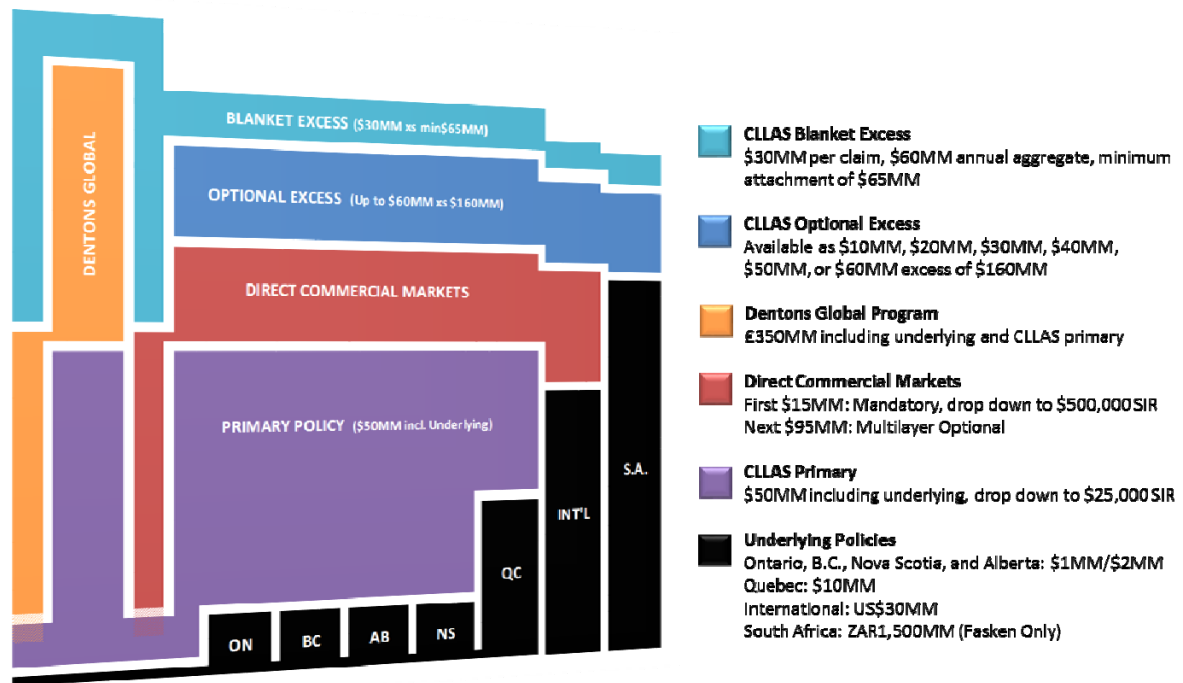 BLANKET EXCESS ($30MM xs min$65MM)
DENTONS GLOBAL
OPTIONAL EXCESS (Up to $60MM xs $160MM)
DIRECT COMMERCIAL MARKETS
PRIMARY POLICY ($50MM incl. Underlying)
S.A.
INT'L
QC
ON
BC
AB
NS
CLLAS Blanket Excess
$30MM per claim, $60MM annual aggregate, minimum
attachment of $65MM
CLLAS Optional Excess
Available as $10MM, $20MM, $30MM, $40MM,
$50MM, or $60MM excess of $160MM
Dentons Global Program
£350MM including underlying and CLLAS primary
Direct Commercial Markets
First $15MM: Mandatory, drop down to $500,000 SIR
Next $95MM: Multilayer Optional
CLLAS Primary
$50MM including underlying, drop down to $25,000 SIR
Underlying Policies
Ontario, B.C., Nova Scotia, and Alberta: $1MM/$2MM
Quebec: $10MM
International: US$30MM
South Africa: ZAR1,500MM (Fasken Only)